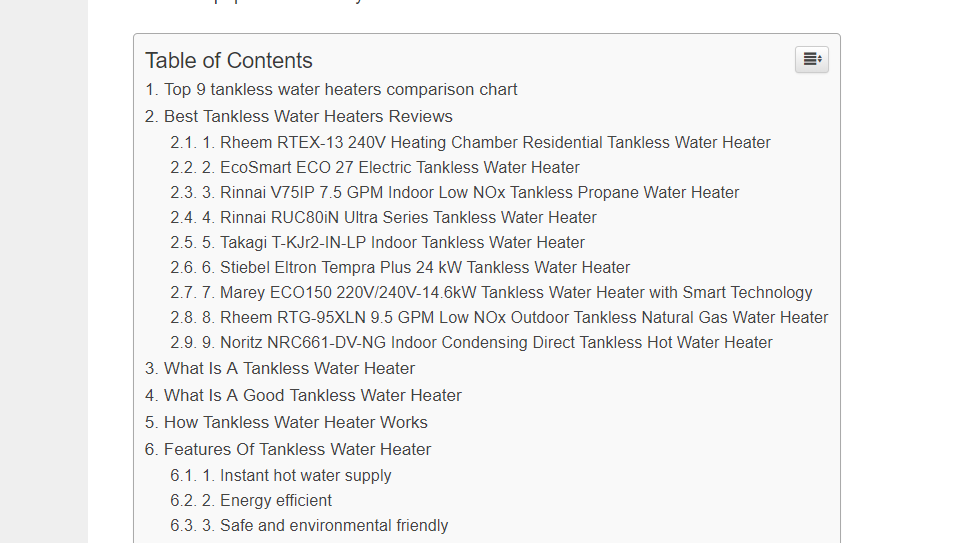 Table of Contents
1. Top 9 tankless water heaters comparison chart
2. Best Tankless Water Heaters Reviews
2.1. 1. Rheem RTEX-13 240V Heating Chamber Residential Tankless Water Heater
2.2. 2. EcoSmart ECO 27 Electric Tankless Water Heater
2.3. 3. Rinnai V75IP 7.5 GPM Indoor Low NOx Tankless Propane Water Heater
2.4. 4. Rinnai RUC80iN Ultra Series Tankless Water Heater
2.5. 5. Takagi T-KJr2-IN-LP Indoor Tankless Water Heater
2.6. 6. Stiebel Eltron Tempra Plus 24 kW Tankless Water Heater
2.7. 7. Marey ECO150 220V/240V-14.6kW Tankless Water Heater with Smart Technology
2.8. 8. Rheem RTG-95XLN 9.5 GPM Low NOx Outdoor Tankless Natural Gas Water Heater
2.9. 9. Noritz NRC661-DV-NG Indoor Condensing Direct Tankless Hot Water Heater
3. What Is A Tankless Water Heater
4. What Is A Good Tankless Water Heater
5. How Tankless Water Heater Works
6. Features Of Tankless Water Heater
6.1. 1. Instant hot water supply
6.2. 2. Energy efficient
6.3. 3. Safe and environmental friendly